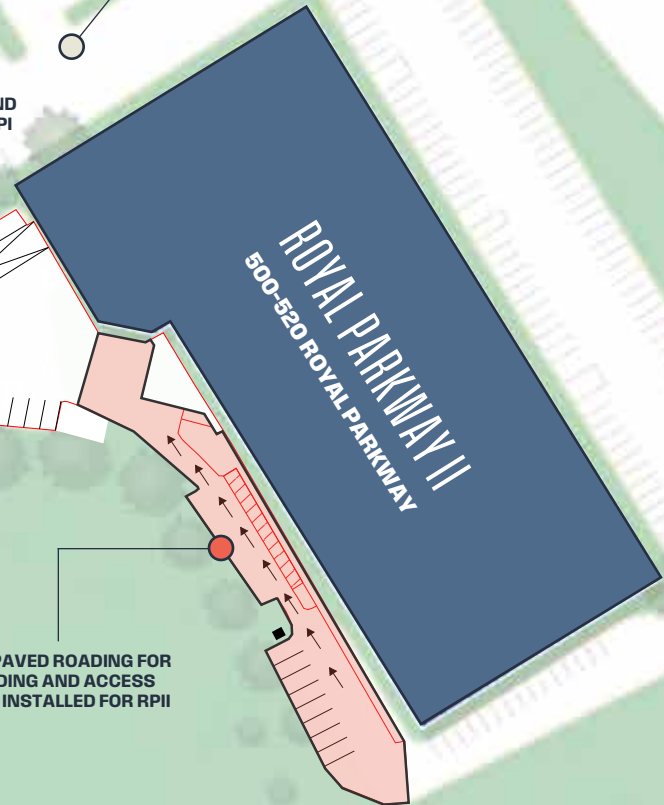 ND
PI
ROYAL PARKWAY II
500-520 ROYAL PARKWAY
PAVED ROADING FOR
DING AND ACCESS
INSTALLED FOR RPII